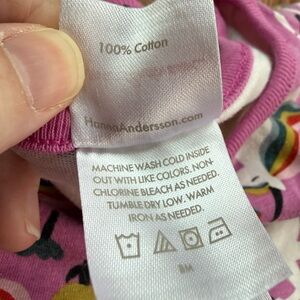 100% Cotton
HannaAndersson.com
MACHINE WASH COLD INSIDE
OUT WITH LIKE COLORS. NON-
CHLORINE BLEACH AS NEEDED.
TUMBLE DRY LOW. WARM
IRON AS NEEDED.